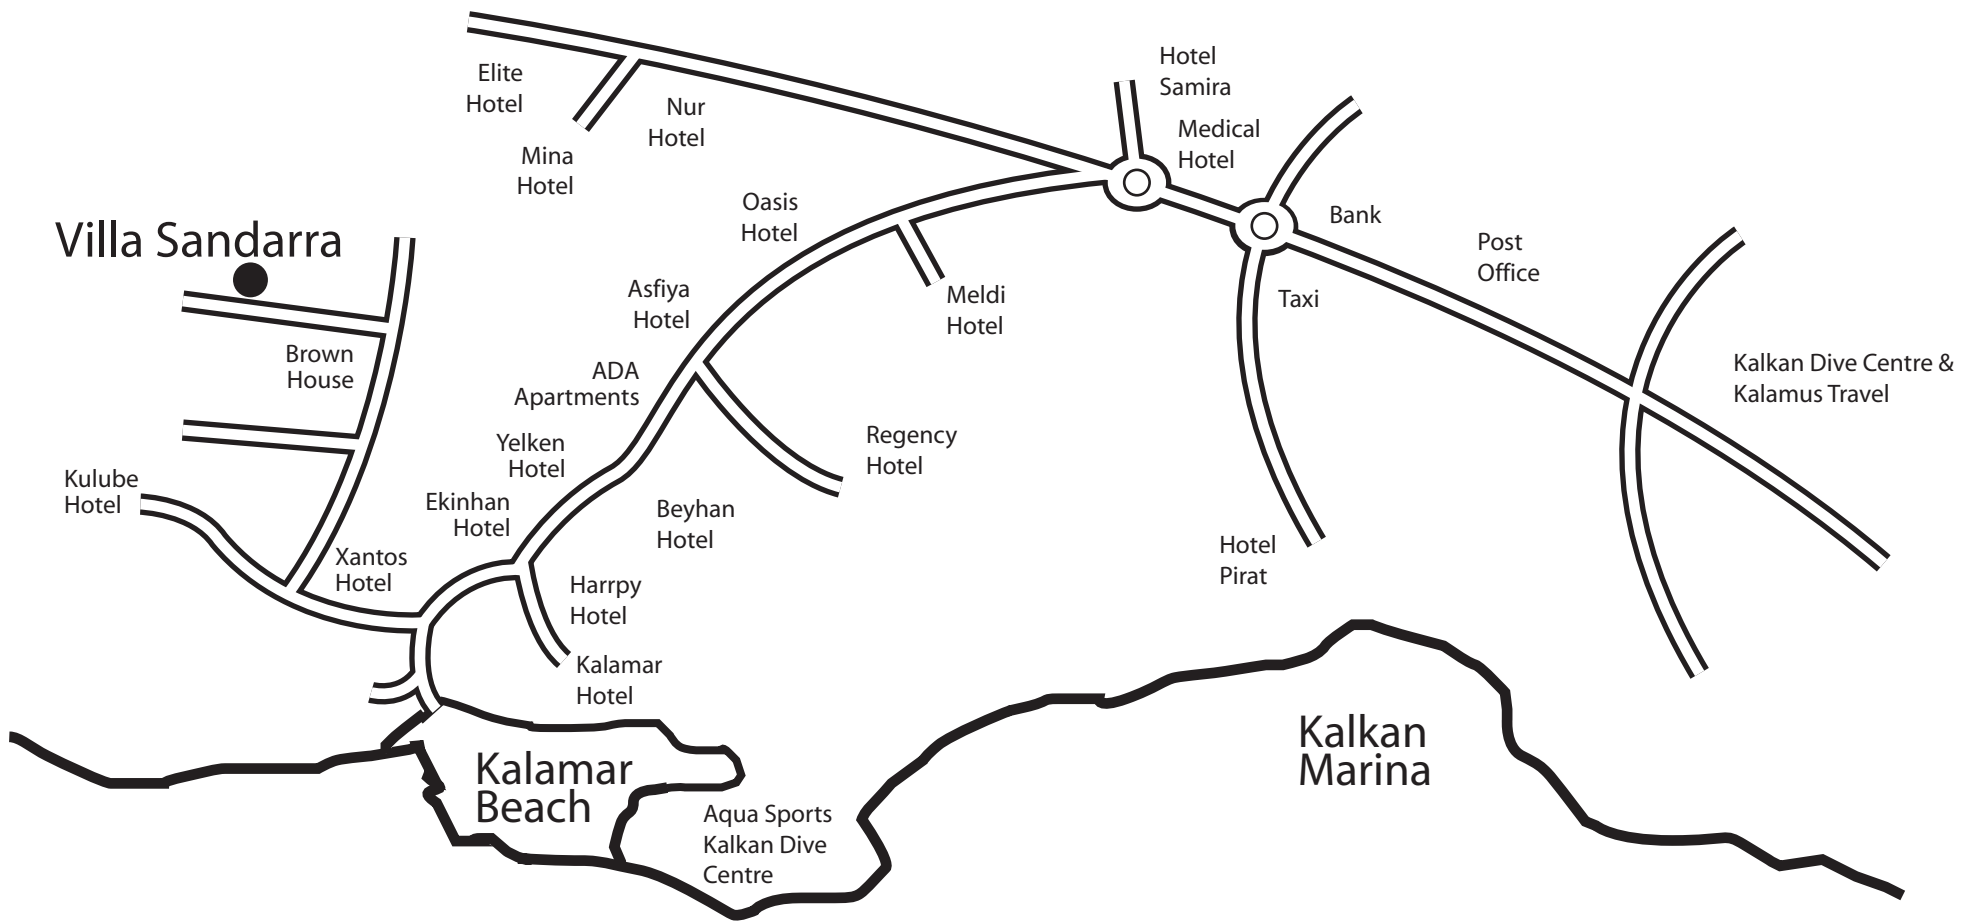 Hotel
Samira
Elite
Hotel
Nur
Hotel
Medical
Hotel
Mina
Hotel
Oasis
Hotel
Bank
Villa Sandarra
Post
Office
Asfiya
Hotel
Meldi
Hotel
Taxi
Brown
House
ADA
Apartments
Kalkan Dive Centre &
Kalamus Travel
Yelken
Hotel
Regency
Hotel
Kulube
Hotel
Ekinhan
Hotel
Beyhan
Hotel
Xantos
Hotel
Hotel
Pirat
Harrpy
Hotel
Kalamar
Hotel
Kalkan
Marina
Kalamar
Beach
Aqua Sports
Kalkan Dive
Centre